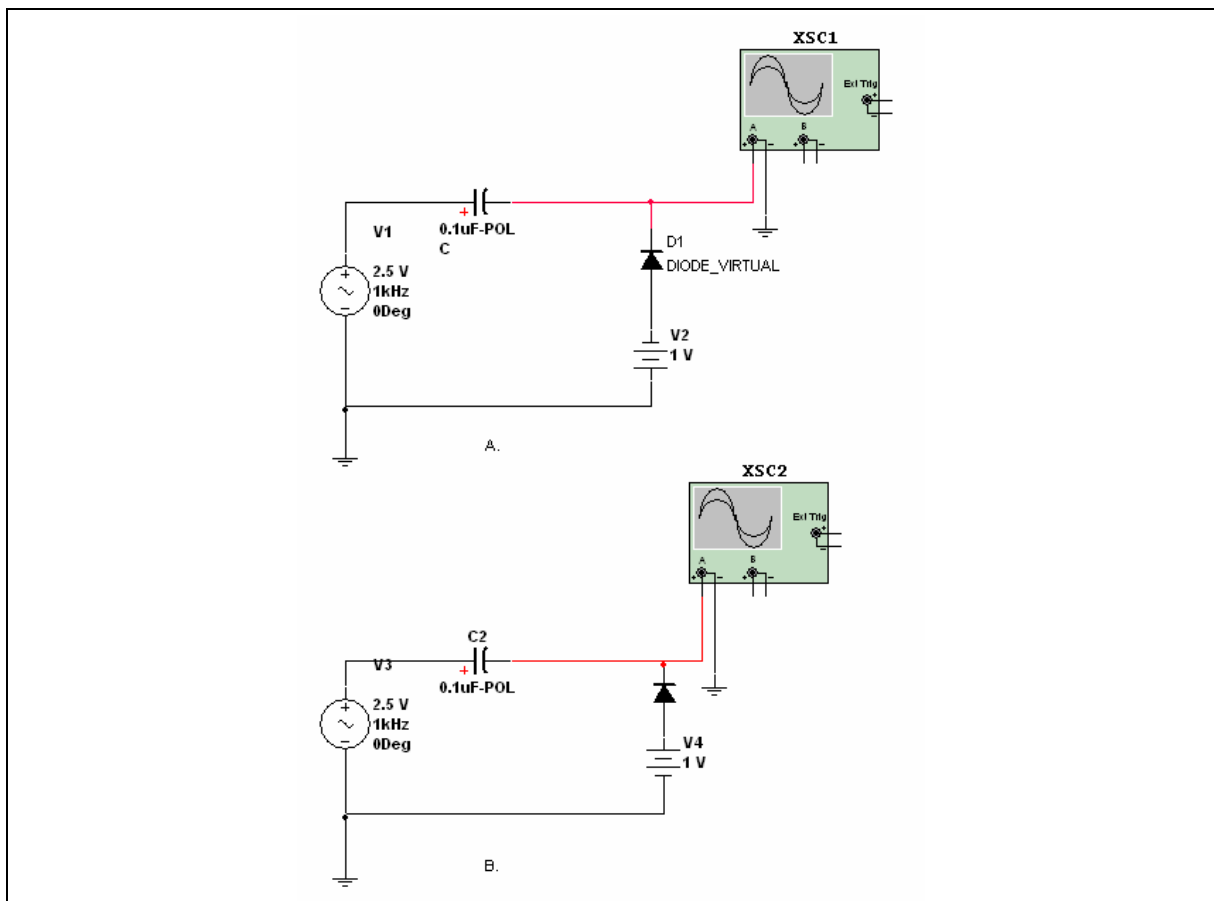 XSC1
Ext Trig
+
-
A
B
+ - + -
V1
+
0.1uF-POL
C
D1
DIODE_VIRTUAL
+
2.5 V
1kHz
0Deg
-
V2
1 V
A.
XSC2
Ext Trig
+
-
A
B
+ - + -
C2
V3
+
0.1uF-POL
+
2.5 V
1kHz
0Deg
-
V4
1 V
B.